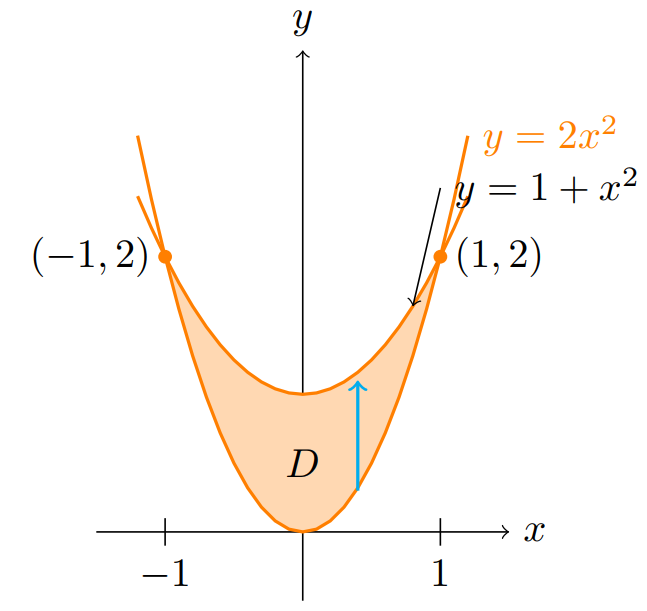 y
y = 2x²
y = 1 + x²
(−1, 2)
(1, 2)
D
x
−1
1